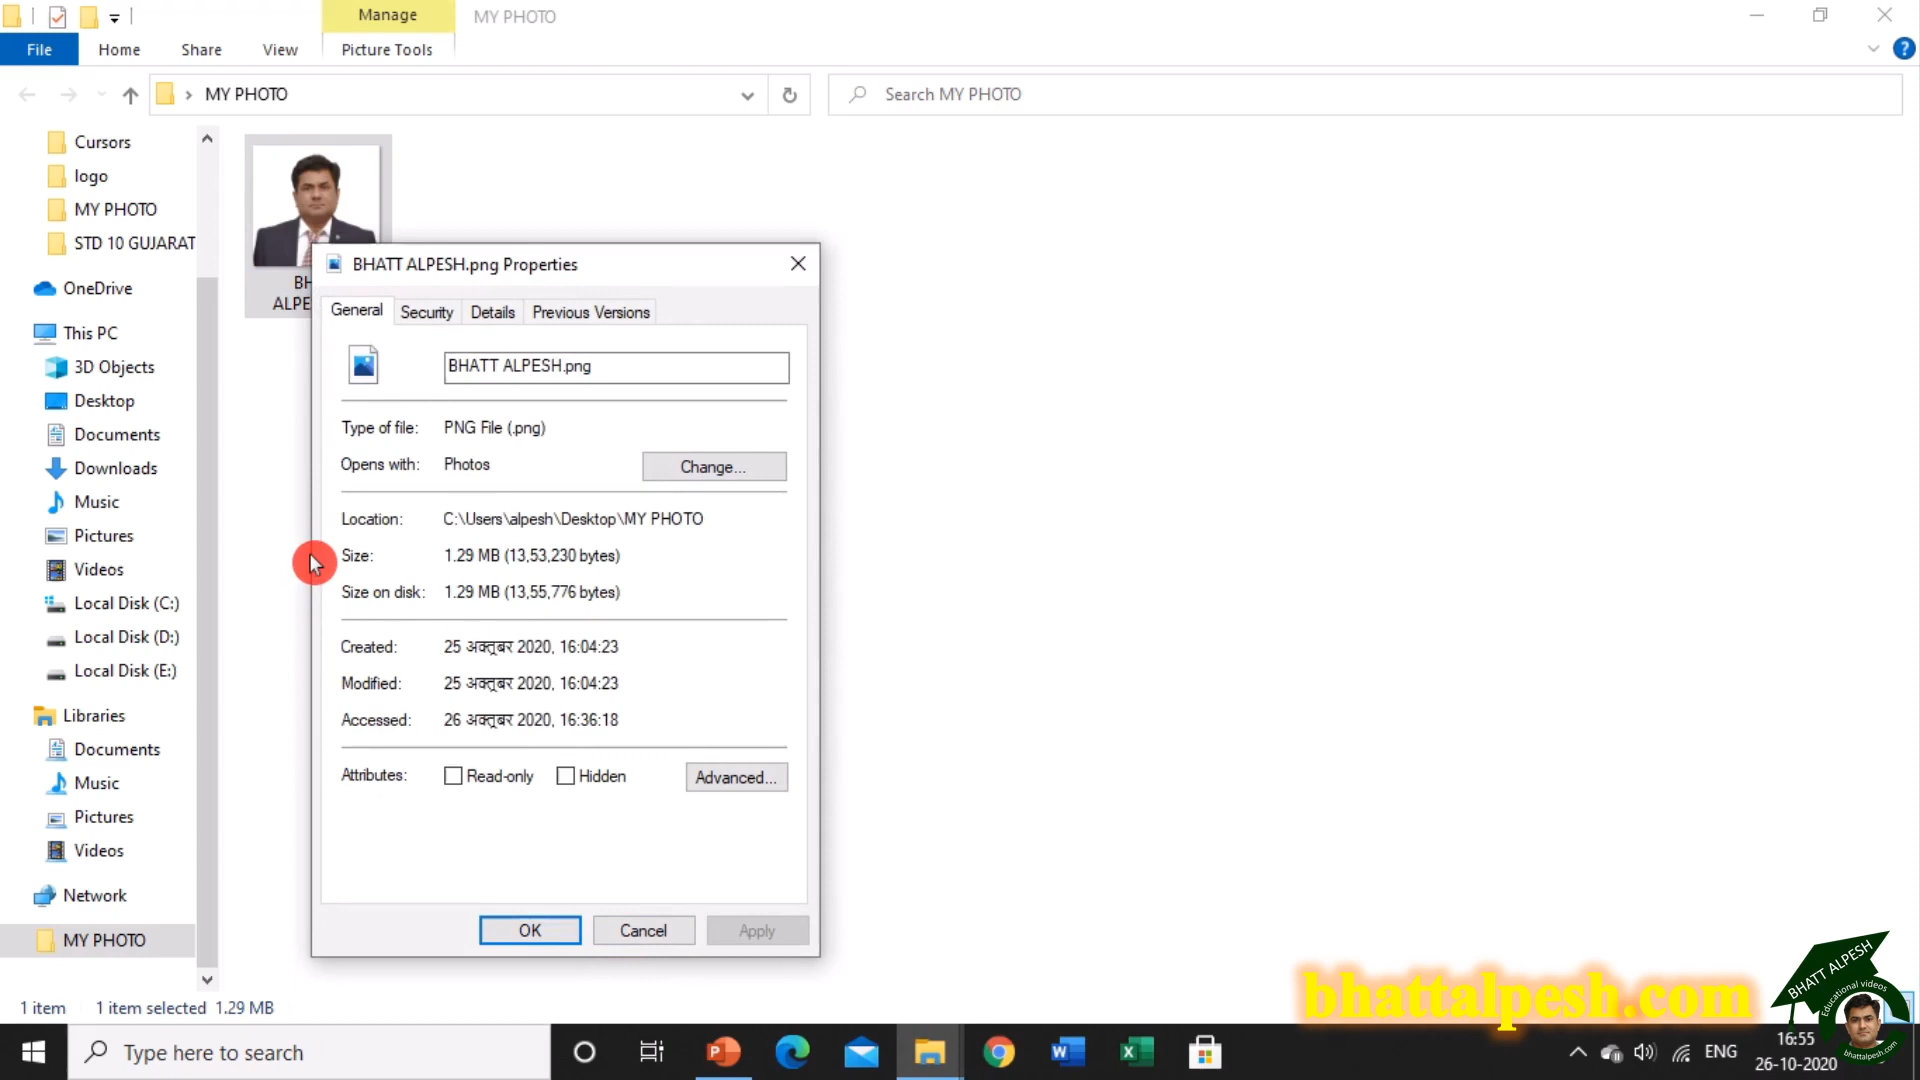 Manage
MY PHOTO
File
Home
Share
View
Picture Tools
MY PHOTO
Search MY PHOTO
Cursors
logo
MY PHOTO
STD 10 GUJARAT
OneDrive
This PC
3D Objects
Desktop
Documents
Downloads
Music
Pictures
Videos
Local Disk (C:)
Local Disk (D:)
Local Disk (E:)
Libraries
Documents
Music
Pictures
Videos
Network
MY PHOTO
BH
ALPE
BHATT ALPESH.png Properties
General
Security
Details
Previous Versions
BHATT ALPESH.png
Type of file: PNG File (.png)
Opens with: Photos
Change...
Location: C:\Users\alpesh\Desktop\MY PHOTO
Size: 1.29 MB (13,53,230 bytes)
Size on disk: 1.29 MB (13,55,776 bytes)
Created: 25 अक्तूबर 2020, 16:04:23
Modified: 25 अक्तूबर 2020, 16:04:23
Accessed: 26 अक्तूबर 2020, 16:36:18
Attributes: Read-only Hidden
Advanced...
OK
Cancel
Apply
1 item
1 item selected 1.29 MB
bhattalpesh.com
BHATT ALPESH
Educational videos
bhattalpesh.com
Type here to search
ENG
16:55
26-10-2020